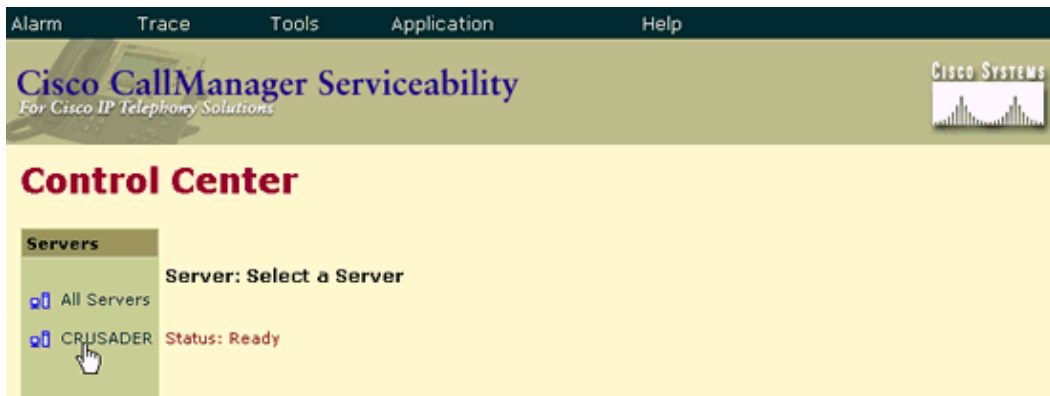 Alarm Trace Tools Application Help
Cisco CallManager Serviceability
For Cisco IP Telephony Solutions
CISCO SYSTEMS
Control Center
Servers
Server: Select a Server
All Servers
CRUSADER
Status: Ready